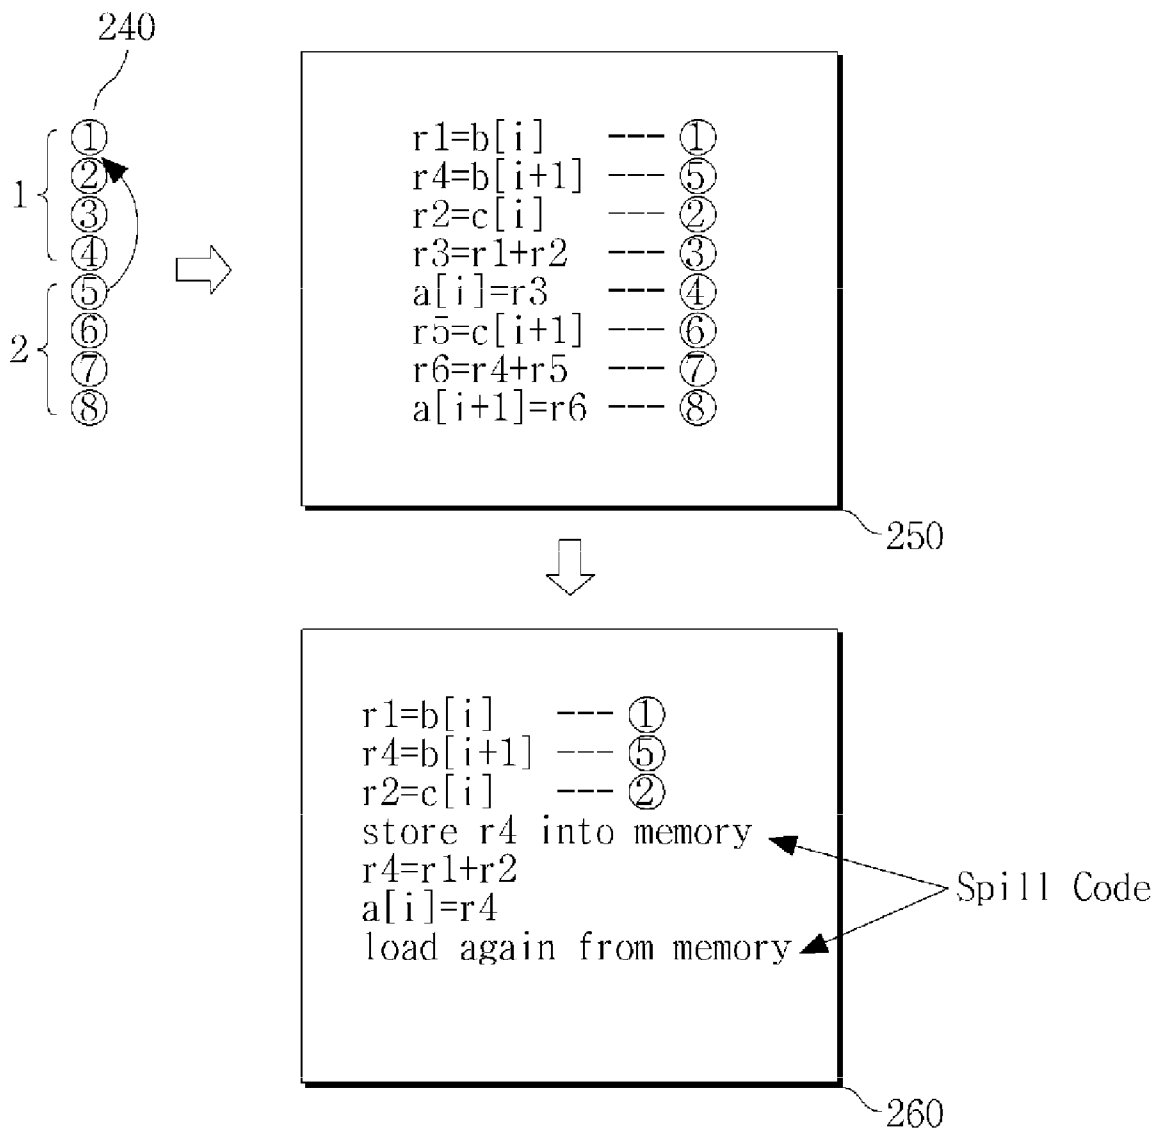 240
①
②
③
④
⑤
⑥
⑦
⑧
1
2
r1=b[i] --- ①
r4=b[i+1] --- ⑤
r2=c[i] --- ②
r3=r1+r2 --- ③
a[i]=r3 --- ④
r5=c[i+1] --- ⑥
r6=r4+r5 --- ⑦
a[i+1]=r6 --- ⑧
250
r1=b[i] --- ①
r4=b[i+1] --- ⑤
r2=c[i] --- ②
store r4 into memory
r4=r1+r2
a[i]=r4
load again from memory
Spill Code
260